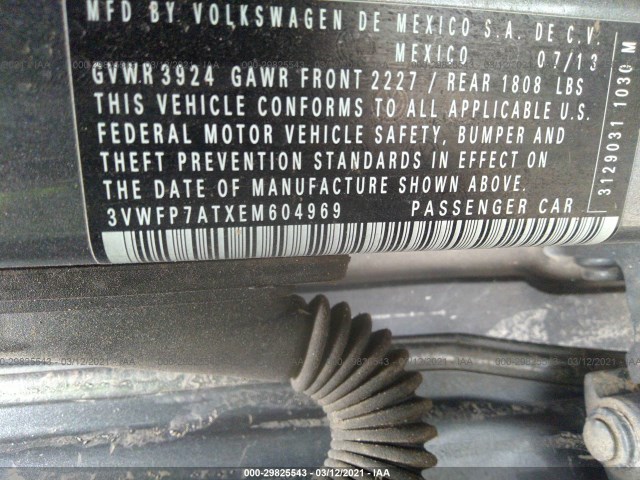 MFD BY VOLKSWAGEN DE MEXICO S.A. DE C.V.
MEXICO 07/13
GVWR 3924 GAWR FRONT 2227 / REAR 1808 LBS
THIS VEHICLE CONFORMS TO ALL APPLICABLE U.S.
FEDERAL MOTOR VEHICLE SAFETY, BUMPER AND
THEFT PREVENTION STANDARDS IN EFFECT ON
THE DATE OF MANUFACTURE SHOWN ABOVE.
3VWFP7ATXEM604969 PASSENGER CAR
3129031 1030 M
000-29825543 — 03/12/2021 — IAA